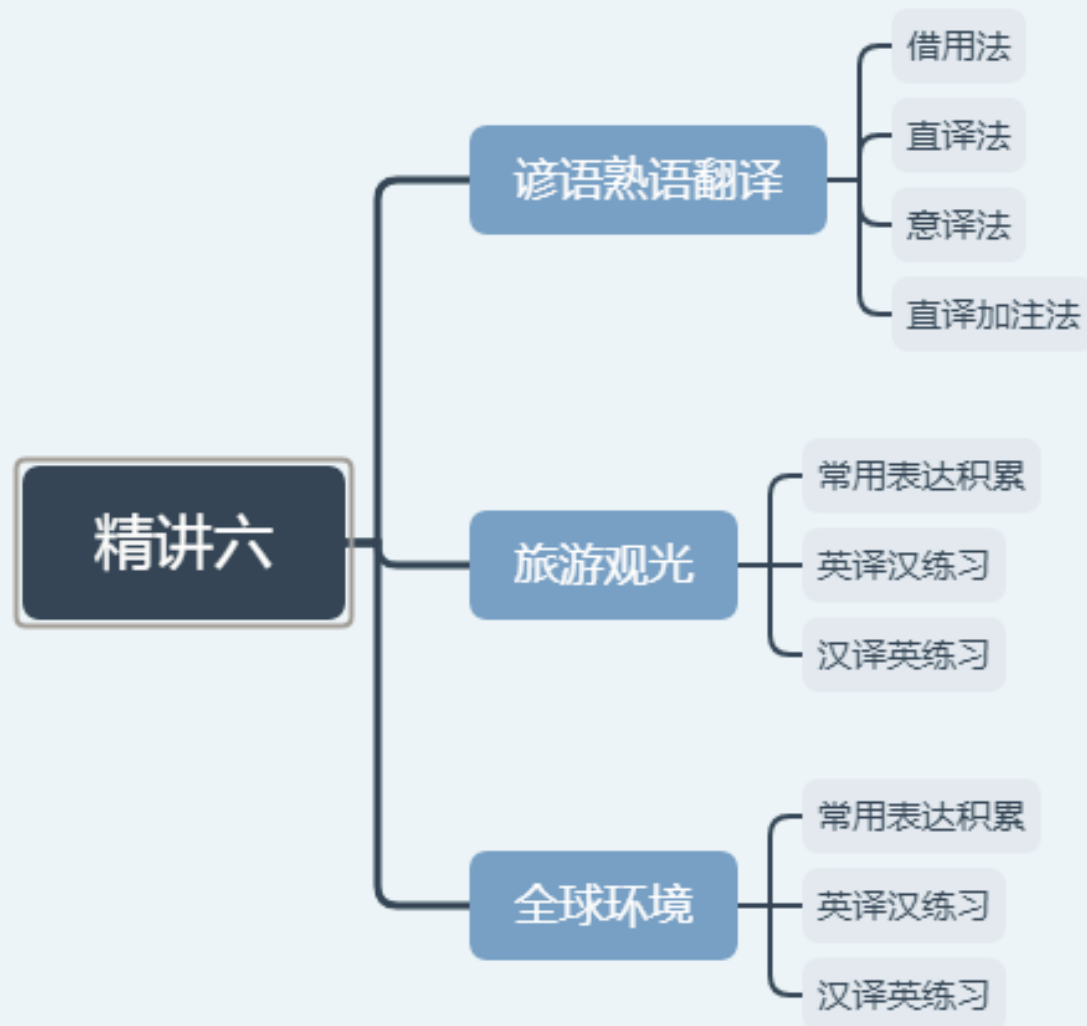 精讲六
谚语熟语翻译
借用法
直译法
意译法
直译加注法
旅游观光
常用表达积累
英译汉练习
汉译英练习
全球环境
常用表达积累
英译汉练习
汉译英练习